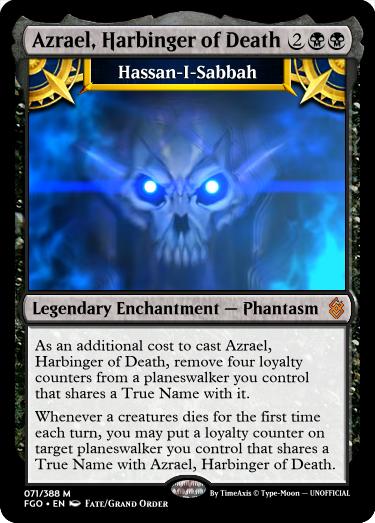 Azrael, Harbinger of Death 2
Hassan-I-Sabbah
Legendary Enchantment — Phantasm
As an additional cost to cast Azrael,
Harbinger of Death, remove four loyalty
counters from a planeswalker you control
that shares a True Name with it.
Whenever a creatures dies for the first time
each turn, you may put a loyalty counter on
target planeswalker you control that shares a
True Name with Azrael, Harbinger of Death.
071/388 M
FGO • EN Fate/Grand Order
By TimeAxis © Type-Moon — UNOFFICIAL